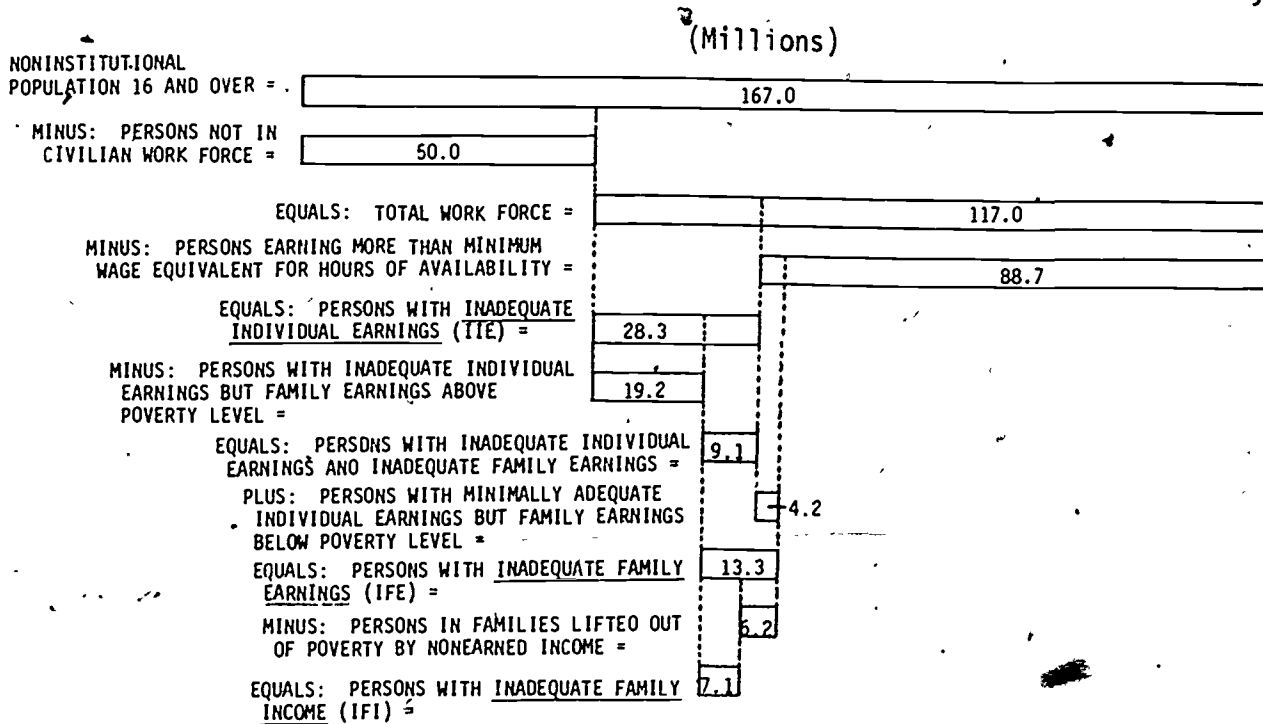 (Millions)
NONINSTITUTIONAL
POPULATION 16 AND OVER =
167.0
MINUS: PERSONS NOT IN
CIVILIAN WORK FORCE =
50.0
EQUALS: TOTAL WORK FORCE =
117.0
MINUS: PERSONS EARNING MORE THAN MINIMUM
WAGE EQUIVALENT FOR HOURS OF AVAILABILITY =
88.7
EQUALS: PERSONS WITH INADEQUATE
INDIVIDUAL EARNINGS (IIE) =
28.3
MINUS: PERSONS WITH INADEQUATE INDIVIDUAL
EARNINGS BUT FAMILY EARNINGS ABOVE
POVERTY LEVEL =
19.2
EQUALS: PERSONS WITH INADEQUATE INDIVIDUAL
EARNINGS AND INADEQUATE FAMILY EARNINGS =
9.1
PLUS: PERSONS WITH MINIMALLY ADEQUATE
INDIVIDUAL EARNINGS BUT FAMILY EARNINGS
BELOW POVERTY LEVEL =
4.2
EQUALS: PERSONS WITH INADEQUATE FAMILY
EARNINGS (IFE) =
13.3
MINUS: PERSONS IN FAMILIES LIFTED OUT
OF POVERTY BY NONEARNED INCOME =
6.2
EQUALS: PERSONS WITH INADEQUATE FAMILY
INCOME (IFI) =
7.1